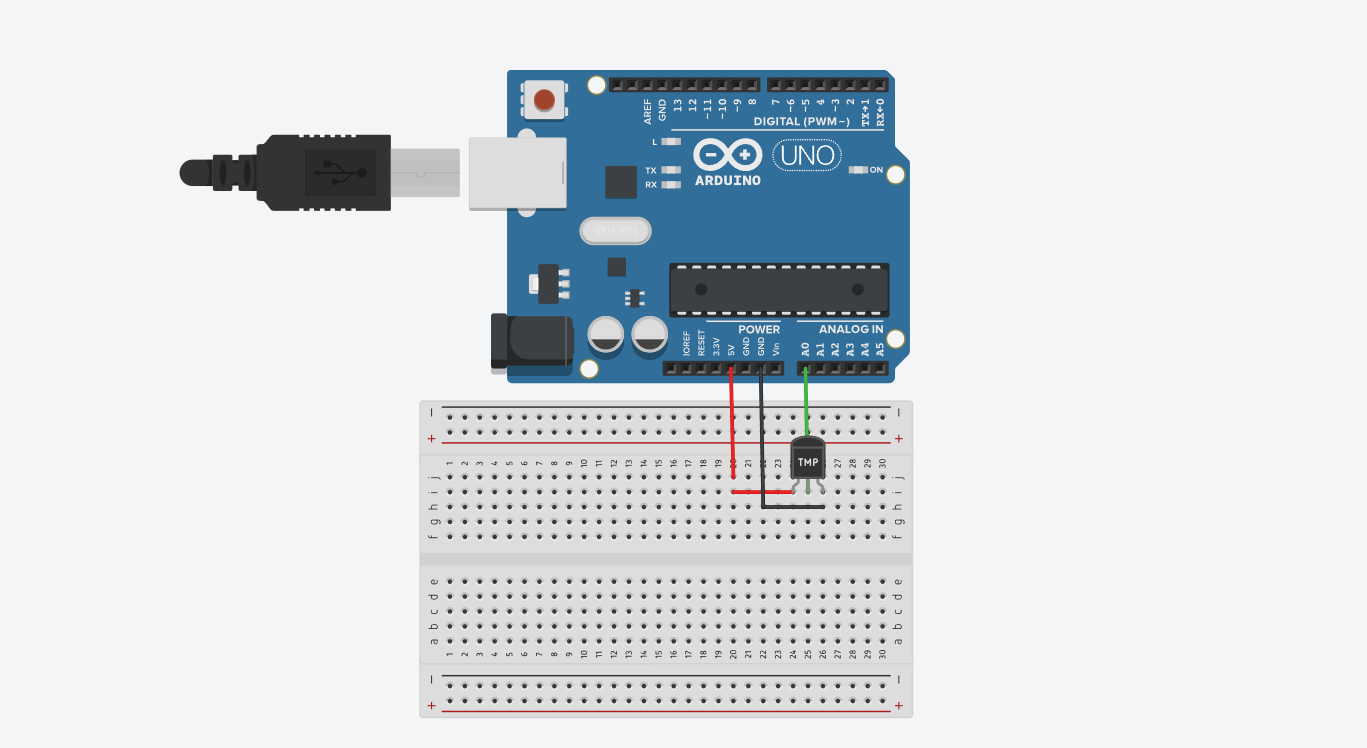 AREF GND 13 12 ~11 ~10 ~9 8 7 ~6 ~5 4 ~3 2 TX→1 RX←0
DIGITAL (PWM~)
L
TX
RX
ARDUINO
UNO
ON
POWER
ANALOG IN
IOREF RESET 3.3V 5V GND GND Vin A0 A1 A2 A3 A4 A5
− −
+ +
1 2 3 4 5 6 7 8 9 10 11 12 13 14 15 16 17 18 19 20 21 22 23 27 28 29 30
TMP
j j
i i
h h
g g
f f
e e
d d
c c
b b
a a
1 2 3 4 5 6 7 8 9 10 11 12 13 14 15 16 17 18 19 20 21 22 23 24 25 26 27 28 29 30
− −
+ +